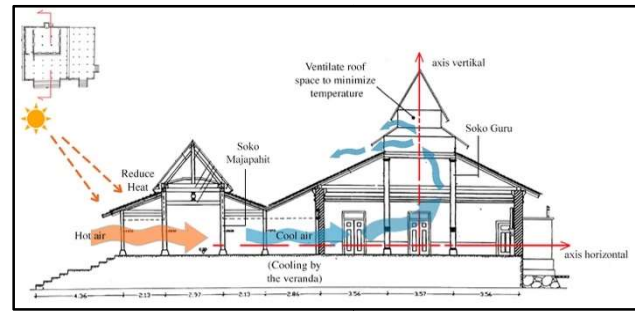 axis vertikal
Ventilate roof
space to minimize
temperature
Soko
Majapahit
Soko Guru
Reduce
Heat
Hot air
Cool air
axis horizontal
(Cooling by
the veranda)
4.36 2.13 2.37 2.13 2.86 3.56 3.57 3.56